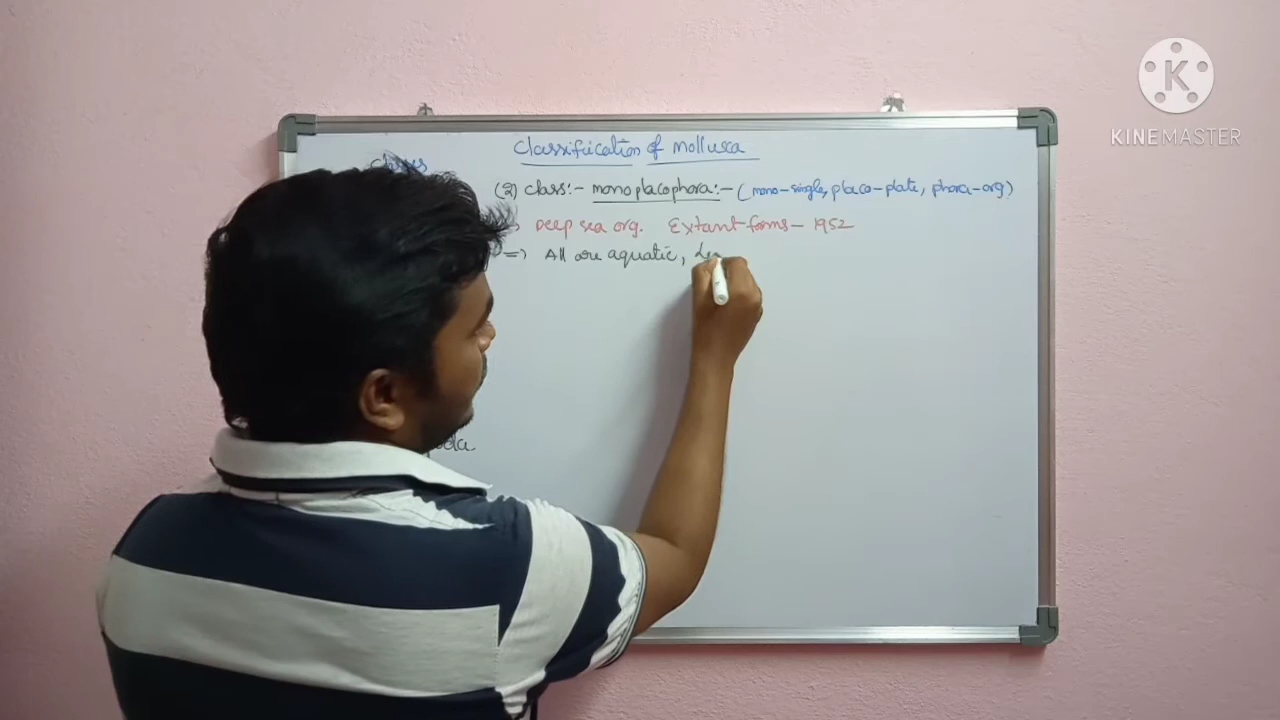 KINEMASTER
Classification of Mollusca
classes
(2) class:- monoplacophora:- (mono-single, placo-plate, phora-org)
Deep sea org. Extant forms - 1952
=> All are aquatic,